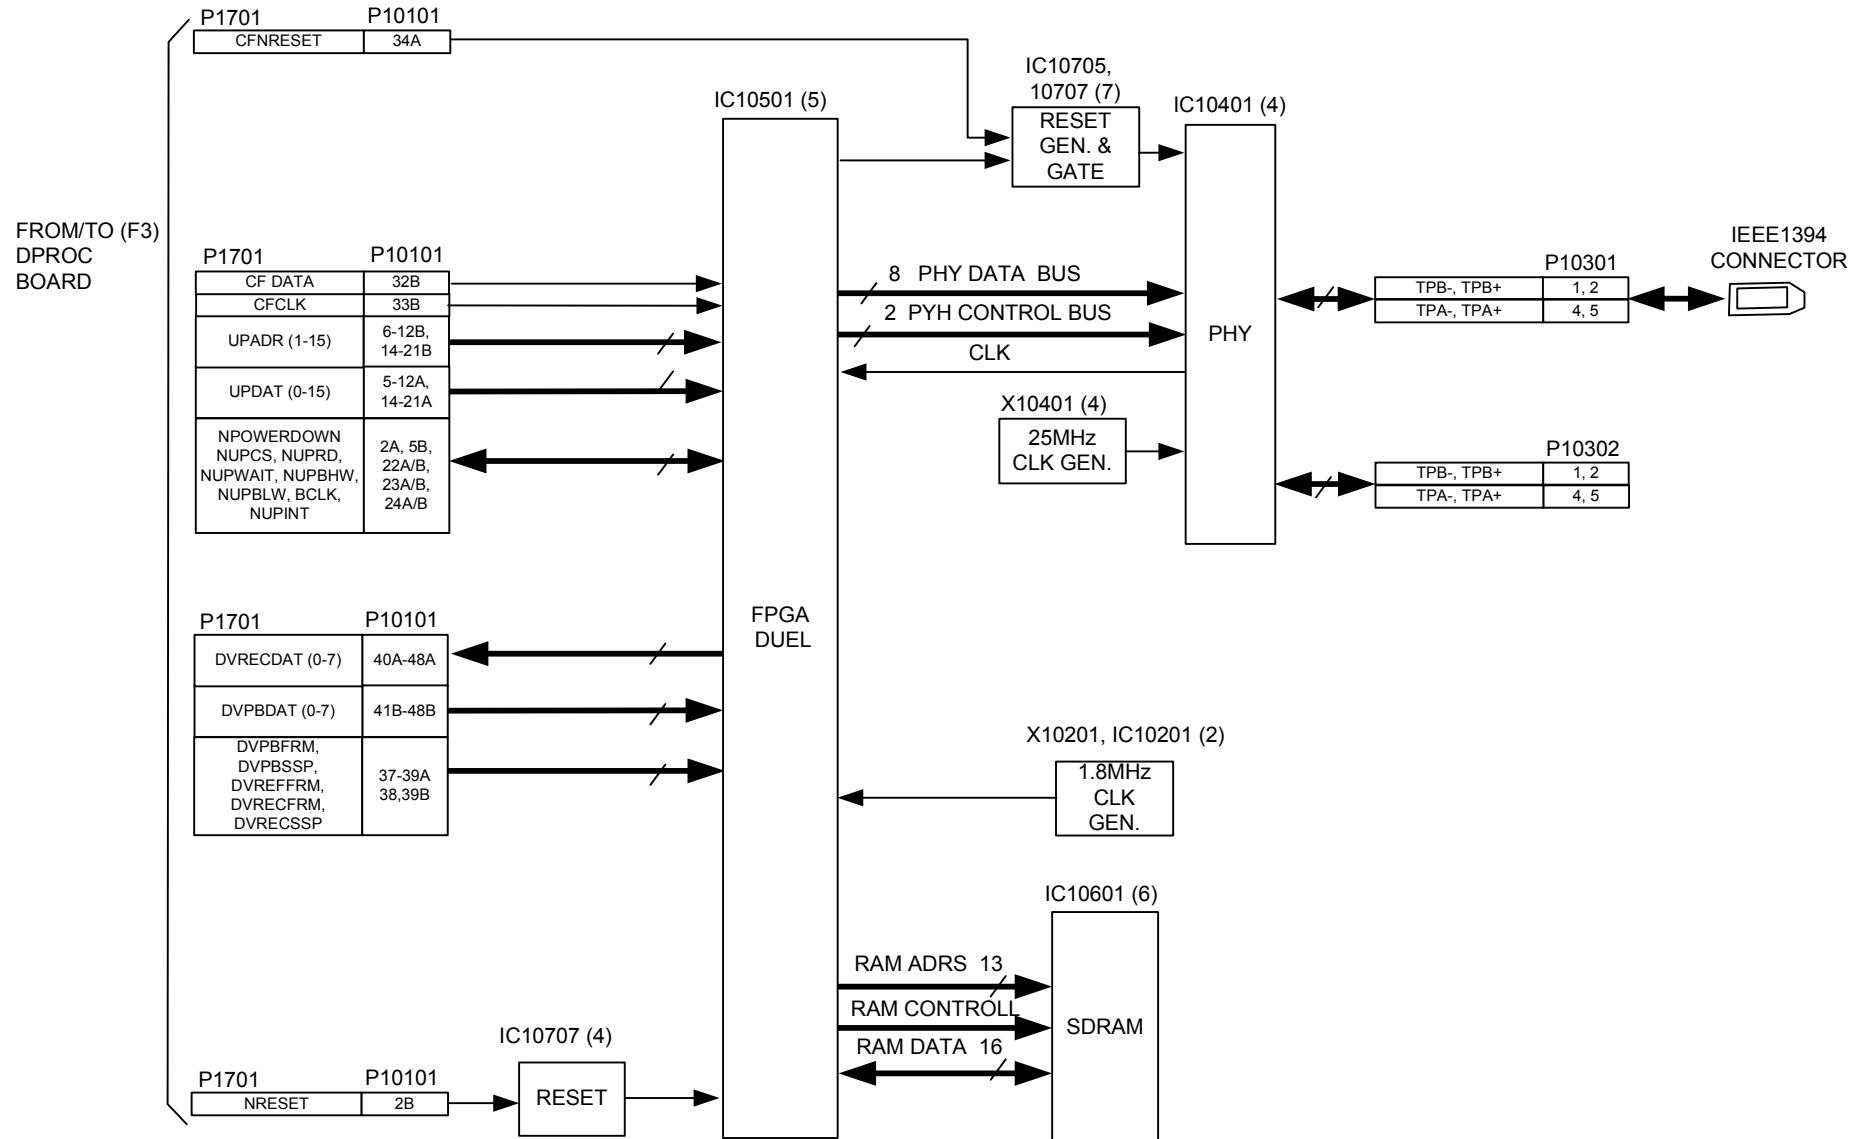 P1701 P10101
CFNRESET 34A
FROM/TO (F3)
DPROC
BOARD
P1701 P10101
CF DATA 32B
CFCLK 33B
UPADR (1-15) 6-12B,
14-21B
UPDAT (0-15) 5-12A,
14-21A
NPOWERDOWN
NUPCS, NUPRD,
NUPWAIT, NUPBHW,
NUPBLW, BCLK,
NUPINT
2A, 5B,
22A/B,
23A/B,
24A/B
P1701 P10101
DVRECDAT (0-7) 40A-48A
DVPBDAT (0-7) 41B-48B
DVPBFRM,
DVPBSSP,
DVREFFRM,
DVRECFRM,
DVRECSSP
37-39A
38,39B
P1701 P10101
NRESET 2B
IC10707 (4)
RESET
IC10501 (5)
FPGA
DUEL
IC10705,
10707 (7)
RESET
GEN. &
GATE
IC10401 (4)
PHY
8 PHY DATA BUS
2 PYH CONTROL BUS
CLK
X10401 (4)
25MHz
CLK GEN.
P10301
TPB-, TPB+ 1, 2
TPA-, TPA+ 4, 5
IEEE1394
CONNECTOR
P10302
TPB-, TPB+ 1, 2
TPA-, TPA+ 4, 5
X10201, IC10201 (2)
1.8MHz
CLK
GEN.
IC10601 (6)
SDRAM
RAM ADRS 13
RAM CONTROLL
RAM DATA 16